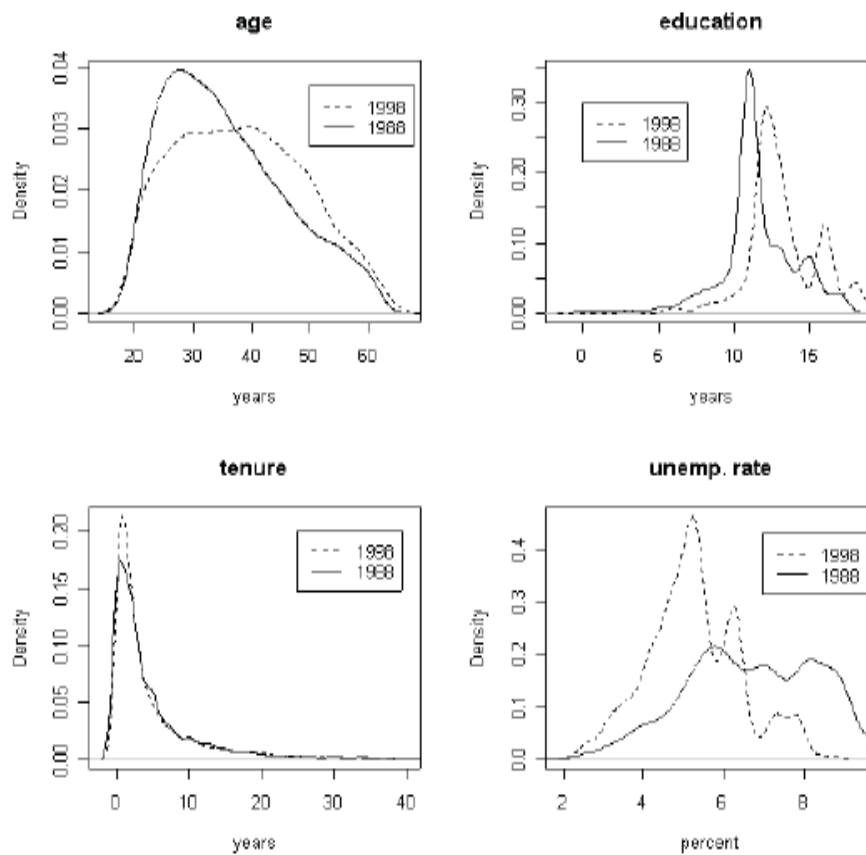 age
Density
0.00 0.01 0.02 0.03 0.04
1998
1988
20 30 40 50 60
years
education
Density
0.00 0.10 0.20 0.30
1998
1988
0 5 10 15
years
tenure
Density
0.00 0.05 0.10 0.15 0.20
1998
1988
0 10 20 30 40
years
unemp. rate
Density
0.0 0.1 0.2 0.3 0.4
1998
1988
2 4 6 8
percent